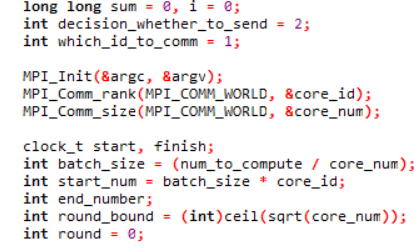 long long sum = 0, i = 0;
int decision_whether_to_send = 2;
int which_id_to_comm = 1;
MPI_Init(&argc, &argv);
MPI_Comm_rank(MPI_COMM_WORLD, &core_id);
MPI_Comm_size(MPI_COMM_WORLD, &core_num);
clock_t start, finish;
int batch_size = (num_to_compute / core_num);
int start_num = batch_size * core_id;
int end_number;
int round_bound = (int)ceil(sqrt(core_num));
int round = 0;